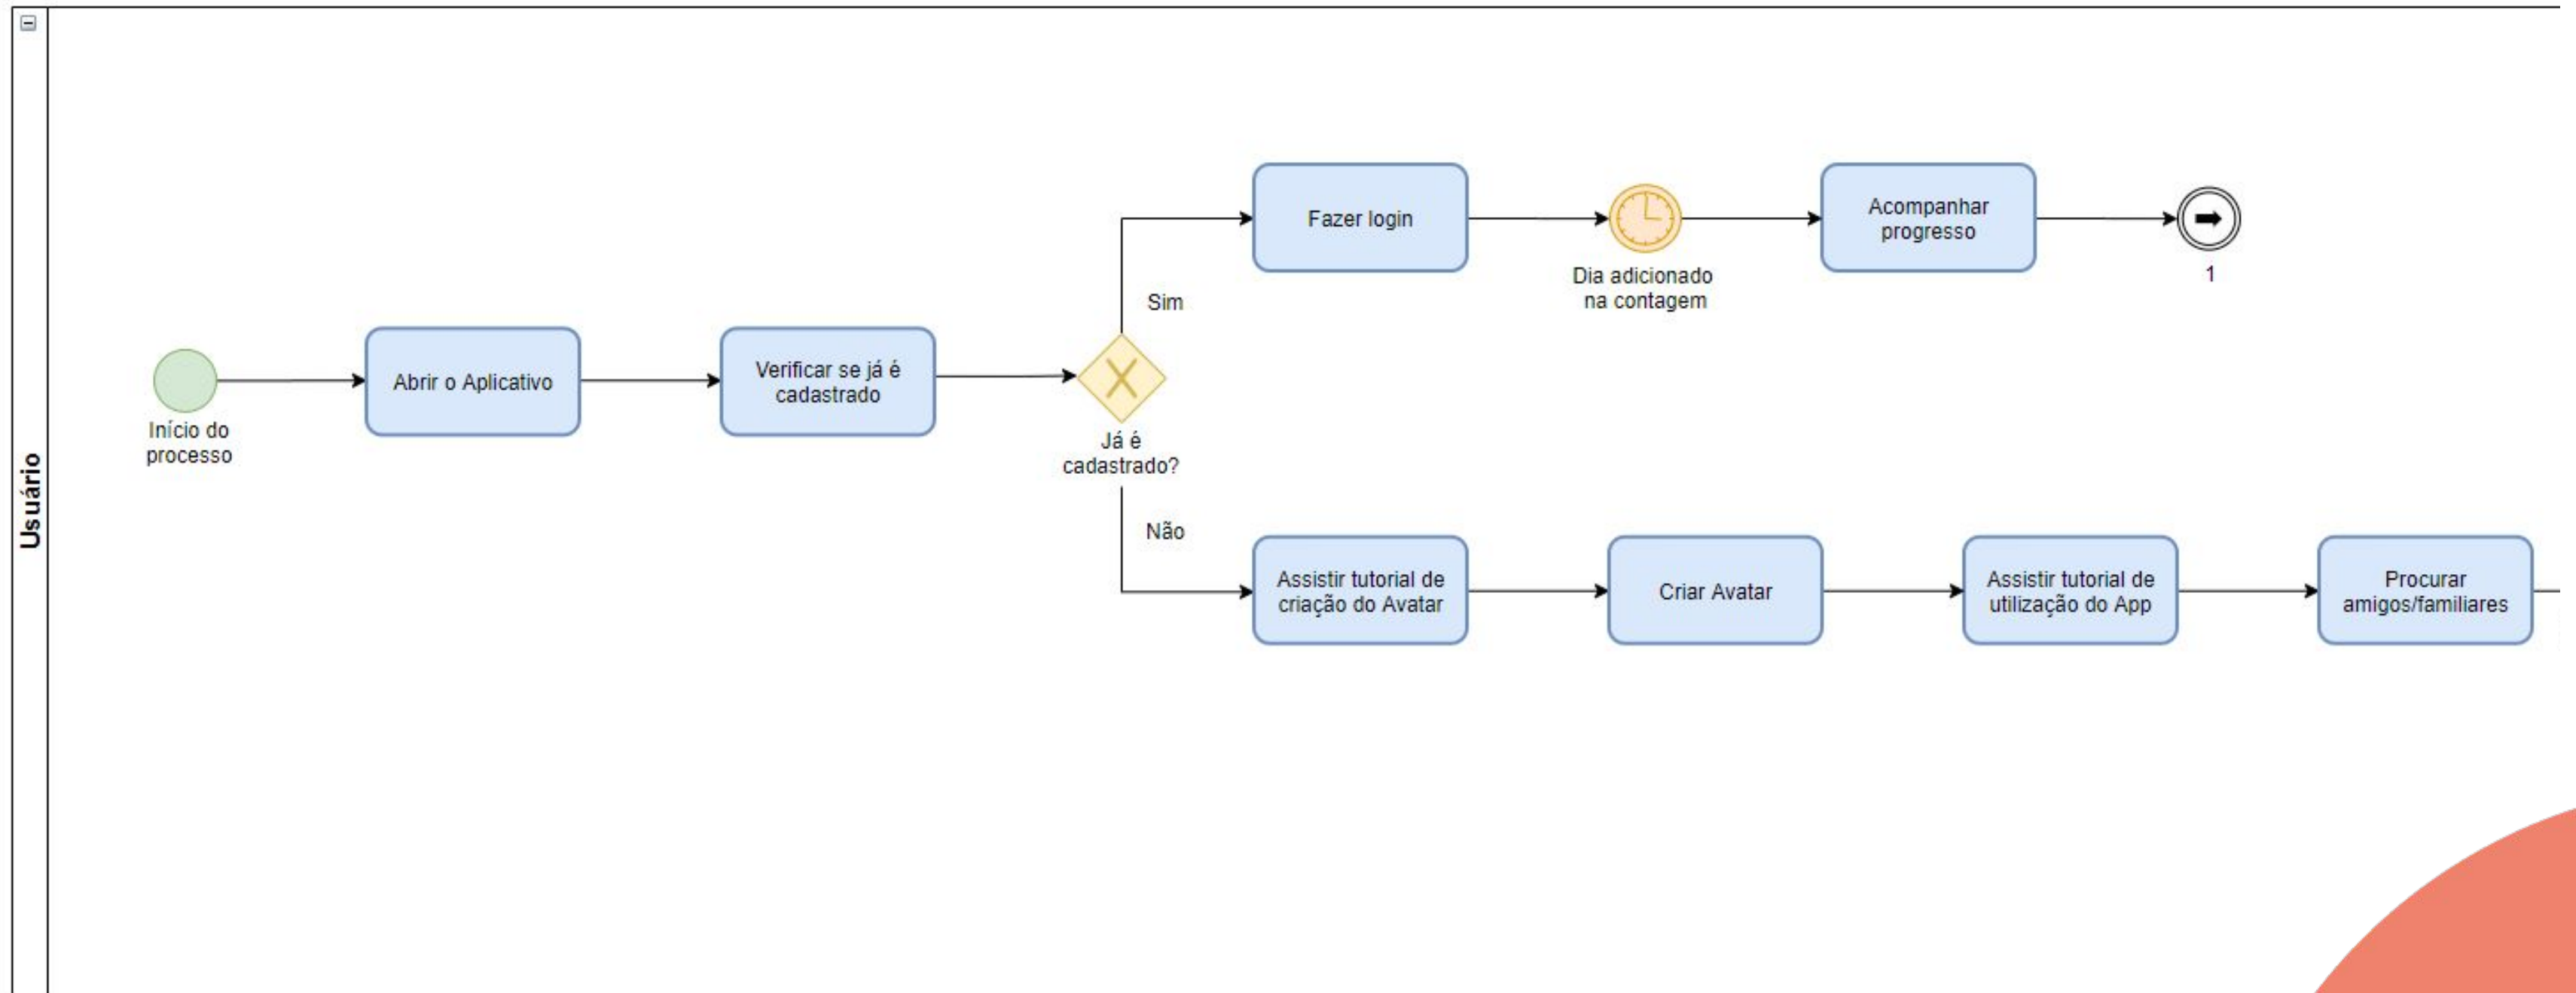 Usuário
Início do
processo
Abrir o Aplicativo
Verificar se já é
cadastrado
Já é
cadastrado?
Sim
Fazer login
Dia adicionado
na contagem
Acompanhar
progresso
1
Não
Assistir tutorial de
criação do Avatar
Criar Avatar
Assistir tutorial de
utilização do App
Procurar
amigos/familiares